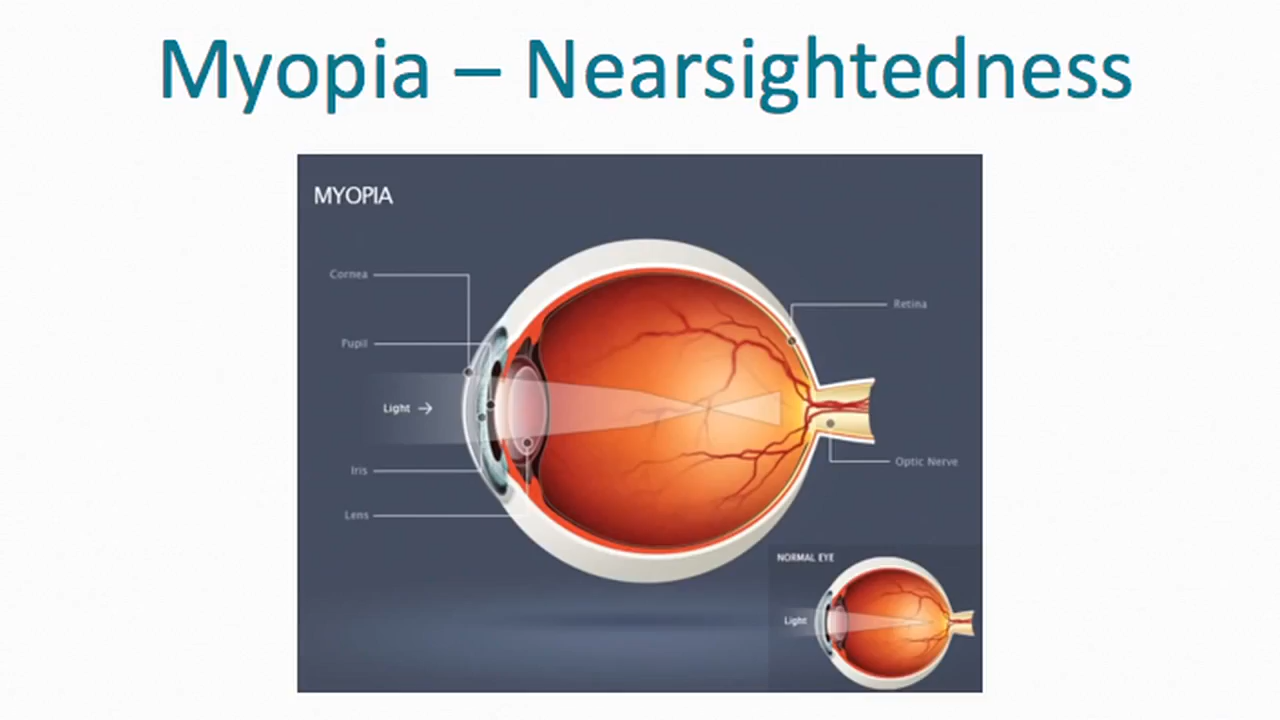 Myopia – Nearsightedness
MYOPIA
Cornea
Retina
Pupil
Light →
Optic Nerve
Iris
Lens
NORMAL EYE
Light